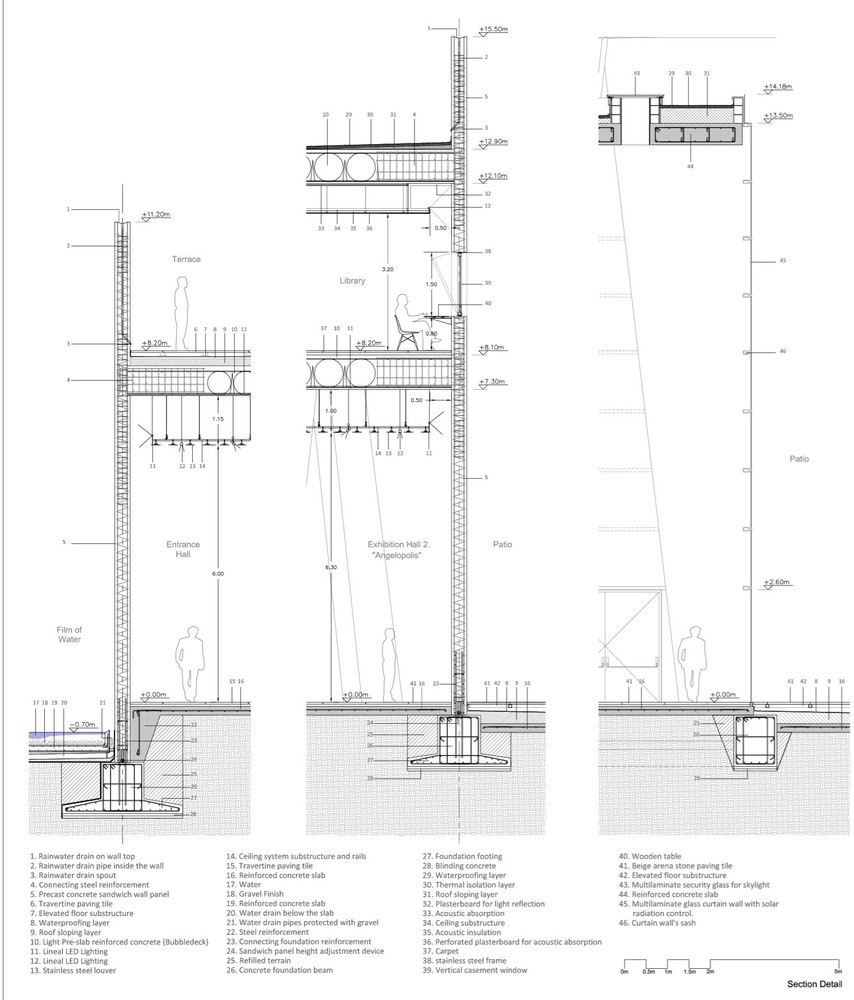 1
+15.50m
2
5
3
10 29 30 31 4
+12.90m
+12.10m
32
12
33 34 35 36
0.50
38
Library
3.20
1.50
39
40
0.80
37 10 11
+8.20m
+8.10m
+7.30m
0.50
1.00
14 13 12 11
5
Exhibition Hall 2.
"Angelopolis"
Patio
6.30
41 16
23
41 42 8 9 16
+0.00m
24
25
26
27
28
1
+11.20m
2
Terrace
3
+8.20m
6 7 8 9 10 11
4
1.15
11 12 13 14
5
Entrance
Hall
6.00
Film of
Water
15 16
+0.00m
17 18 19 20 21
-0.70m
22
23
24
25
26
27
28
43 29 30 31
+14.18m
+13.50m
44
45
46
Patio
+2.60m
41 16
+0.00m
41 42 8 9 16
25
26
28
1. Rainwater drain on wall top
2. Rainwater drain pipe inside the wall
3. Rainwater drain spout
4. Connecting steel reinforcement
5. Precast concrete sandwich wall panel
6. Travertine paving tile
7. Elevated floor substructure
8. Waterproofing layer
9. Roof sloping layer
10. Light Pre-slab reinforced concrete (Bubbledeck)
11. Lineal LED Lighting
12. Lineal LED Lighting
13. Stainless steel louver
14. Ceiling system substructure and rails
15. Travertine paving tile
16. Reinforced concrete slab
17. Water
18. Gravel Finish
19. Reinforced concrete slab
20. Water drain below the slab
21. Water drain pipes protected with gravel
22. Steel reinforcement
23. Connecting foundation reinforcement
24. Sandwich panel height adjustment device
25. Refilled terrain
26. Concrete foundation beam
27. Foundation footing
28. Blinding concrete
29. Waterproofing layer
30. Thermal isolation layer
31. Roof sloping layer
32. Plasterboard for light reflection
33. Acoustic absorption
34. Ceiling substructure
35. Acoustic insulation
36. Perforated plasterboard for acoustic absorption
37. Carpet
38. stainless steel frame
39. Vertical casement window
40. Wooden table
41. Beige arena stone paving tile
42. Elevated floor substructure
43. Multilaminate security glass for skylight
44. Reinforced concrete slab
45. Multilaminate glass curtain wall with solar
radiation control.
46. Curtain wall's sash
0m 0.5m 1m 1.5m 2m 5m
Section Detail